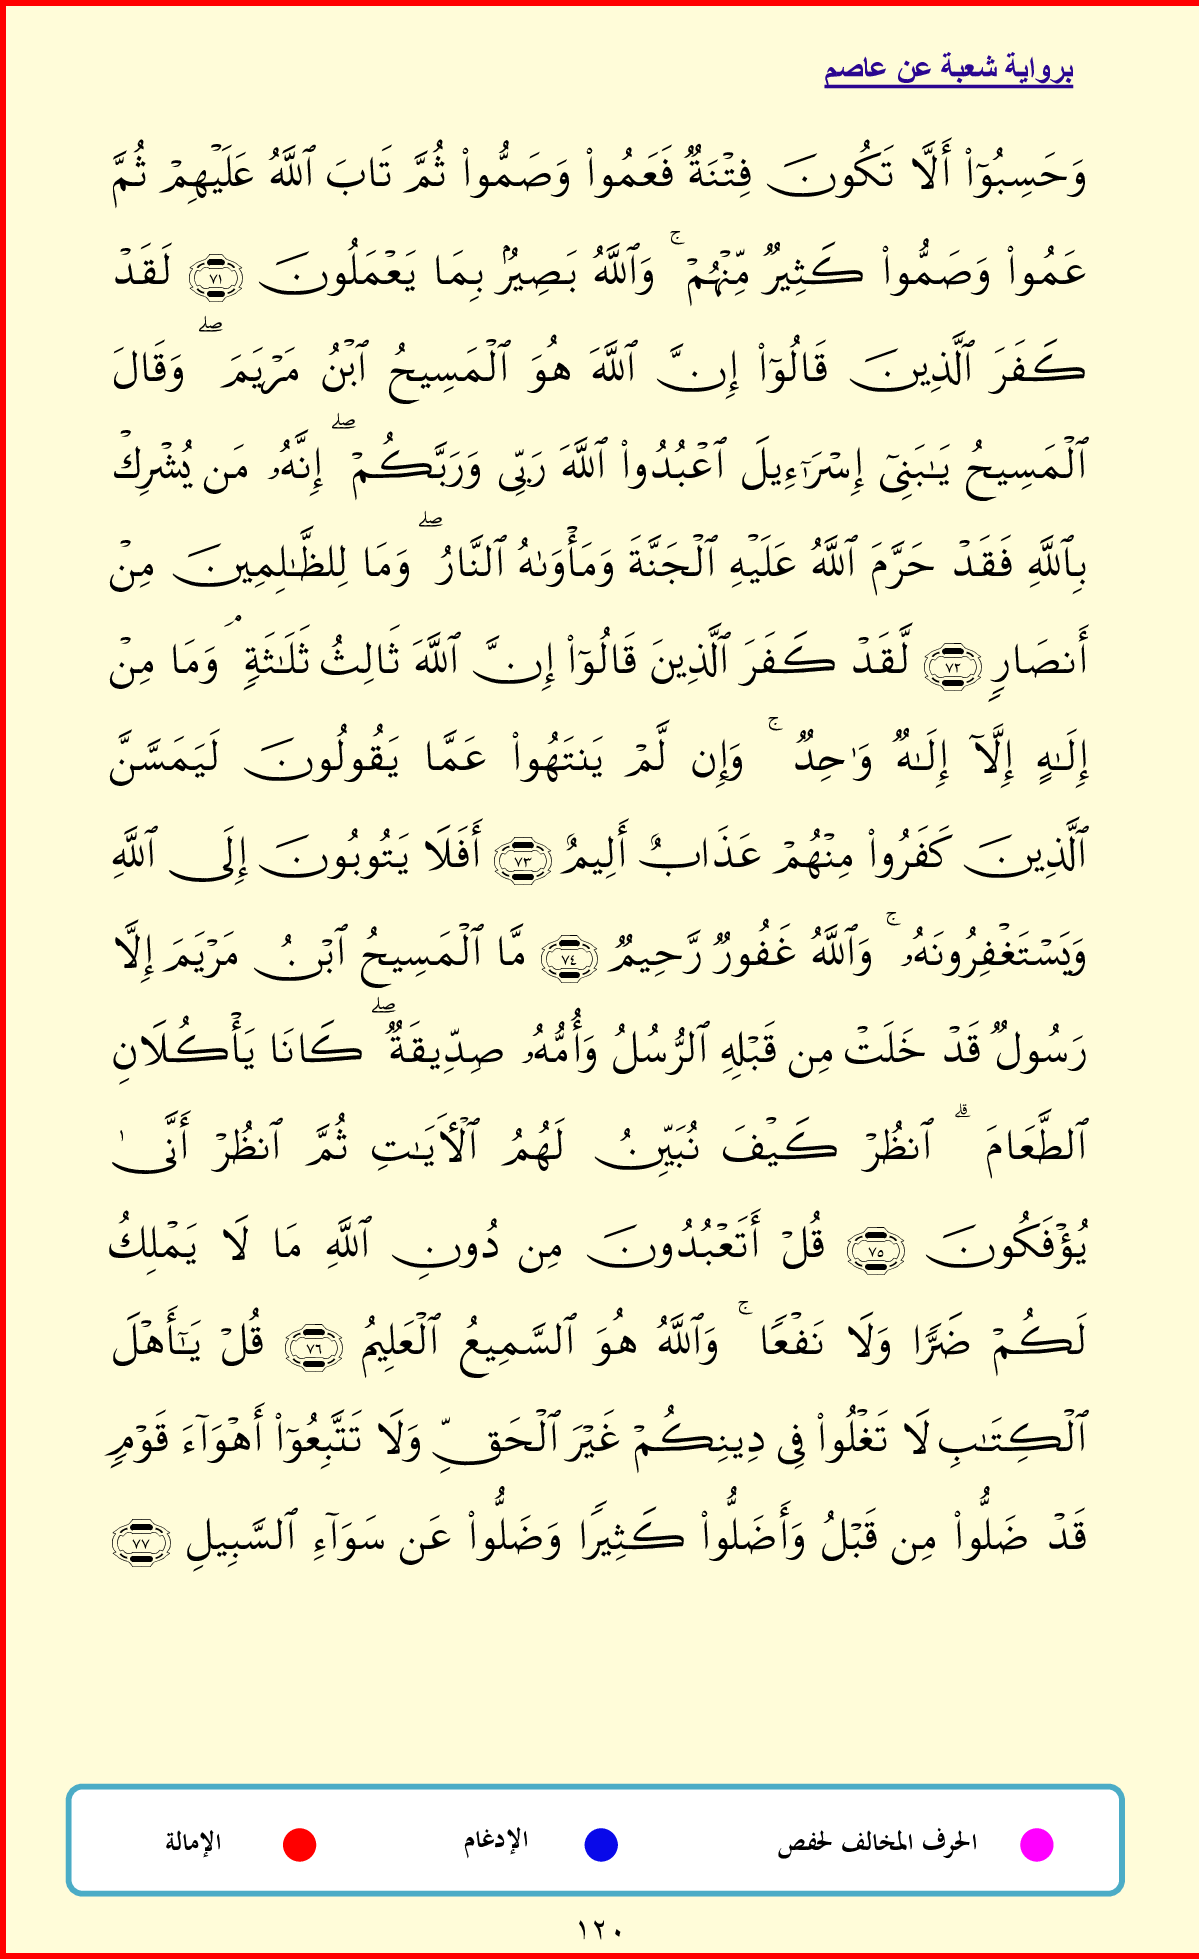 برواية شعبة عن عاصم
وَحَسِبُوٓا۟ أَلَّا تَكُونَ فِتْنَةٌ فَعَمُوا۟ وَصَمُّوا۟ ثُمَّ تَابَ ٱللَّهُ عَلَيْهِمْ ثُمَّ
عَمُوا۟ وَصَمُّوا۟ كَثِيرٌ مِّنْهُمْ ۚ وَٱللَّهُ بَصِيرٌۢ بِمَا يَعْمَلُونَ ٧١ لَقَدْ
كَفَرَ ٱلَّذِينَ قَالُوٓا۟ إِنَّ ٱللَّهَ هُوَ ٱلْمَسِيحُ ٱبْنُ مَرْيَمَ ۖ وَقَالَ
ٱلْمَسِيحُ يَـٰبَنِىٓ إِسْرَٰٓءِيلَ ٱعْبُدُوا۟ ٱللَّهَ رَبِّى وَرَبَّكُمْ ۖ إِنَّهُۥ مَن يُشْرِكْ
بِٱللَّهِ فَقَدْ حَرَّمَ ٱللَّهُ عَلَيْهِ ٱلْجَنَّةَ وَمَأْوَىٰهُ ٱلنَّارُ ۖ وَمَا لِلظَّـٰلِمِينَ مِنْ
أَنصَارٍ ٧٢ لَّقَدْ كَفَرَ ٱلَّذِينَ قَالُوٓا۟ إِنَّ ٱللَّهَ ثَالِثُ ثَلَـٰثَةٍ ۘ وَمَا مِنْ
إِلَـٰهٍ إِلَّآ إِلَـٰهٌ وَٰحِدٌ ۚ وَإِن لَّمْ يَنتَهُوا۟ عَمَّا يَقُولُونَ لَيَمَسَّنَّ
ٱلَّذِينَ كَفَرُوا۟ مِنْهُمْ عَذَابٌ أَلِيمٌ ٧٣ أَفَلَا يَتُوبُونَ إِلَى ٱللَّهِ
وَيَسْتَغْفِرُونَهُۥ ۚ وَٱللَّهُ غَفُورٌ رَّحِيمٌ ٧٤ مَّا ٱلْمَسِيحُ ٱبْنُ مَرْيَمَ إِلَّا
رَسُولٌ قَدْ خَلَتْ مِن قَبْلِهِ ٱلرُّسُلُ وَأُمُّهُۥ صِدِّيقَةٌ ۖ كَانَا يَأْكُلَانِ
ٱلطَّعَامَ ۗ ٱنظُرْ كَيْفَ نُبَيِّنُ لَهُمُ ٱلْأَيَـٰتِ ثُمَّ ٱنظُرْ أَنَّىٰ
يُؤْفَكُونَ ٧٥ قُلْ أَتَعْبُدُونَ مِن دُونِ ٱللَّهِ مَا لَا يَمْلِكُ
لَكُمْ ضَرًّا وَلَا نَفْعًا ۚ وَٱللَّهُ هُوَ ٱلسَّمِيعُ ٱلْعَلِيمُ ٧٦ قُلْ يَـٰٓأَهْلَ
ٱلْكِتَـٰبِ لَا تَغْلُوا۟ فِى دِينِكُمْ غَيْرَ ٱلْحَقِّ وَلَا تَتَّبِعُوٓا۟ أَهْوَآءَ قَوْمٍ
قَدْ ضَلُّوا۟ مِن قَبْلُ وَأَضَلُّوا۟ كَثِيرًا وَضَلُّوا۟ عَن سَوَآءِ ٱلسَّبِيلِ ٧٧
الحرف المخالف لحفص الإدغام الإمالة
١٢٠